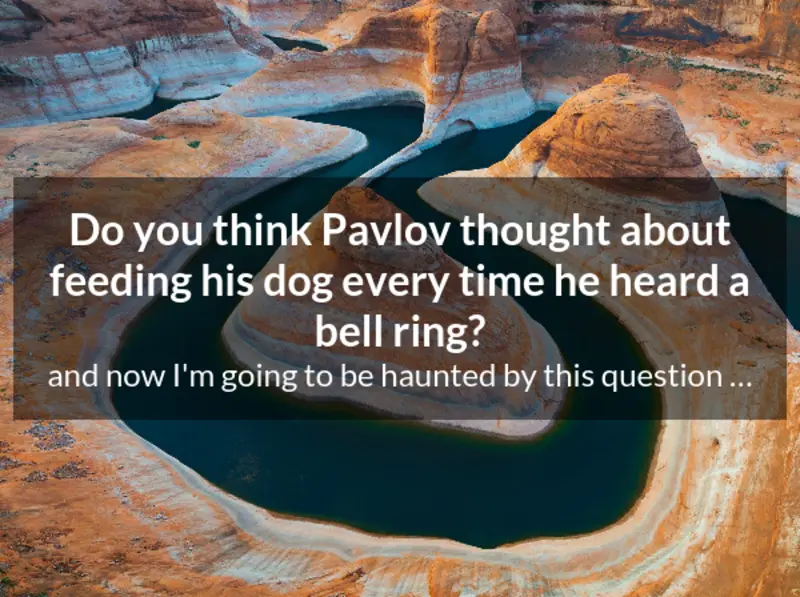 Do you think Pavlov thought about
feeding his dog every time he heard a
bell ring?
and now I'm going to be haunted by this question ...